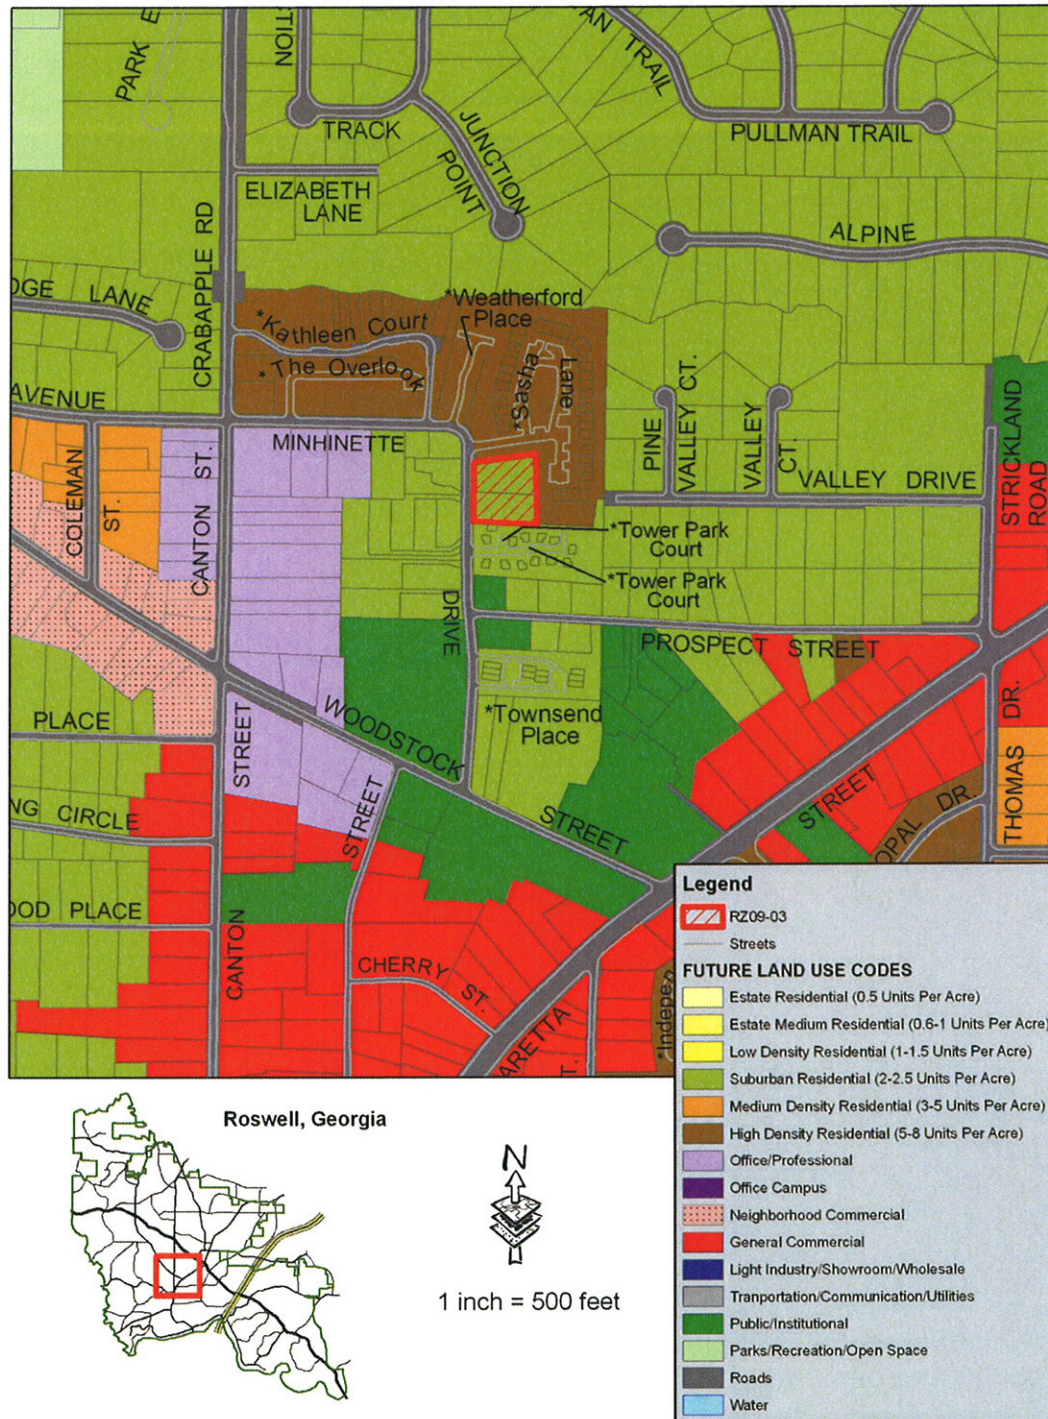 PARK
CTION
TRACK
JUNCTION
POINT
AN TRAIL
PULLMAN TRAIL
ELIZABETH
LANE
CRABAPPLE RD
ALPINE
DGE LANE
*Weatherford
Place
*Kathleen Court
*The Overlook
*Sasha
Lane
AVENUE
MINHINETTE
DRIVE
PINE
VALLEY CT.
VALLEY
CT.
VALLEY DRIVE
STRICKLAND
ROAD
COLEMAN
ST.
CANTON ST.
*Tower Park
Court
*Tower Park
Court
PROSPECT STREET
*Townsend
Place
PLACE
STREET
WOODSTOCK
STREET
STREET
STREET
OPAL DR.
THOMAS
DR.
NG CIRCLE
OOD PLACE
CANTON
CHERRY
ST.
ARETTA
T.
*Indepen
Legend
RZ09-03
Streets
FUTURE LAND USE CODES
Estate Residential (0.5 Units Per Acre)
Estate Medium Residential (0.6-1 Units Per Acre)
Low Density Residential (1-1.5 Units Per Acre)
Suburban Residential (2-2.5 Units Per Acre)
Medium Density Residential (3-5 Units Per Acre)
High Density Residential (5-8 Units Per Acre)
Office/Professional
Office Campus
Neighborhood Commercial
General Commercial
Light Industry/Showroom/Wholesale
Tranportation/Communication/Utilities
Public/Institutional
Parks/Recreation/Open Space
Roads
Water
Roswell, Georgia
N
1 inch = 500 feet